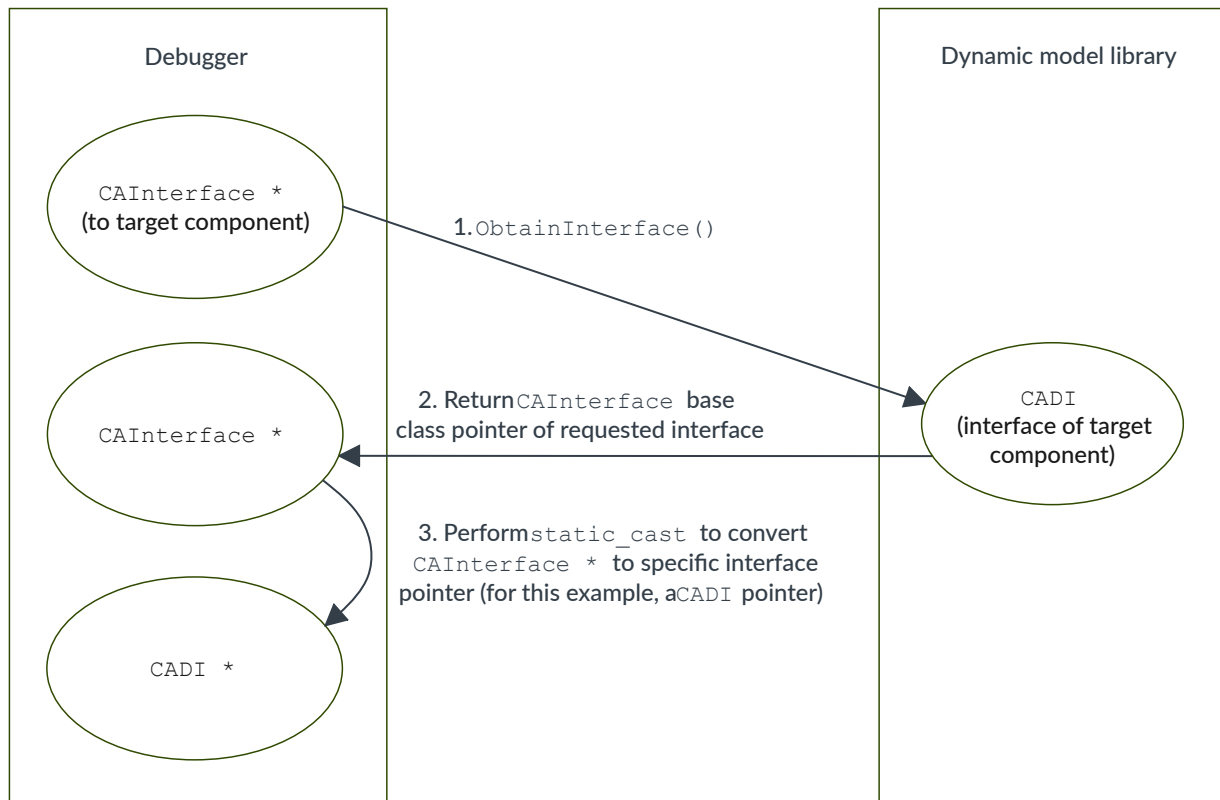 Debugger
Dynamic model library
CAInterface *
(to target component)
1.ObtainInterface()
2. Return CAInterface base
class pointer of requested interface
CADI
(interface of target
component)
CAInterface *
3. Perform static_cast to convert
CAInterface * to specific interface
pointer (for this example, a CADI pointer)
CADI *